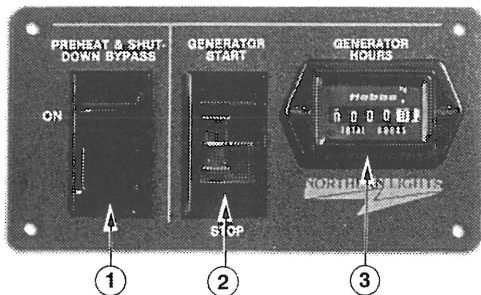 PREHEAT & SHUT-
DOWN BYPASS
GENERATOR
START
GENERATOR
HOURS
ON
Hobbs
TOTAL HOURS
NORTHERN LIGHTS
STOP
1
2
3